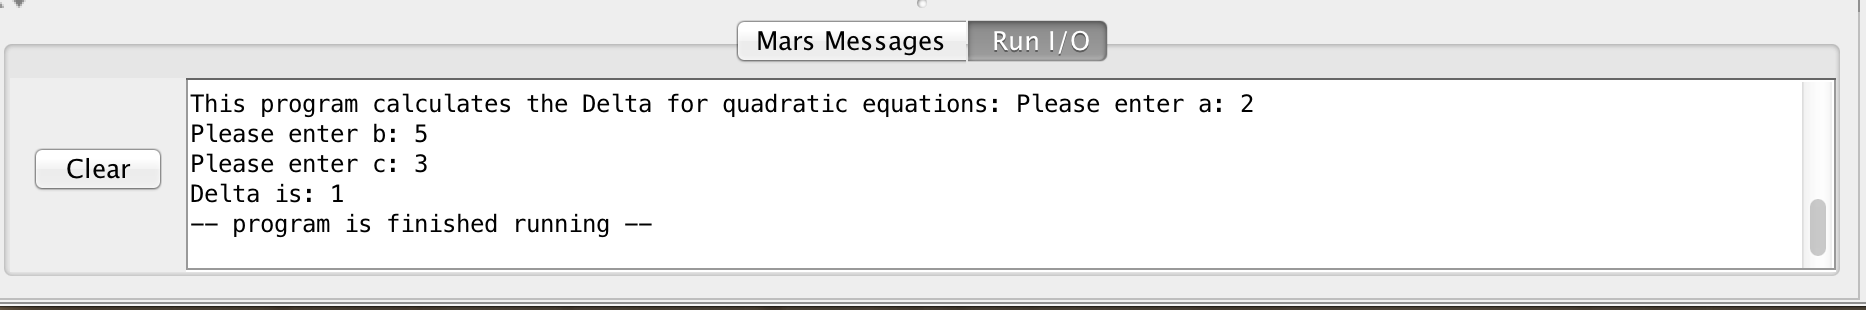 Mars Messages Run I/O
Clear
This program calculates the Delta for quadratic equations: Please enter a: 2
Please enter b: 5
Please enter c: 3
Delta is: 1
-- program is finished running --